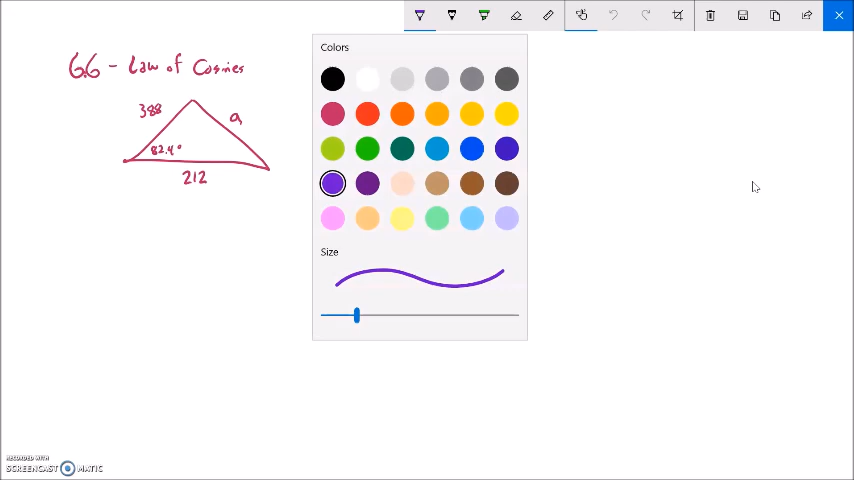 Colors
6.6 - Law of Cosines
388
a
82.4°
212
Size
RECORDED WITH
SCREENCAST MATIC